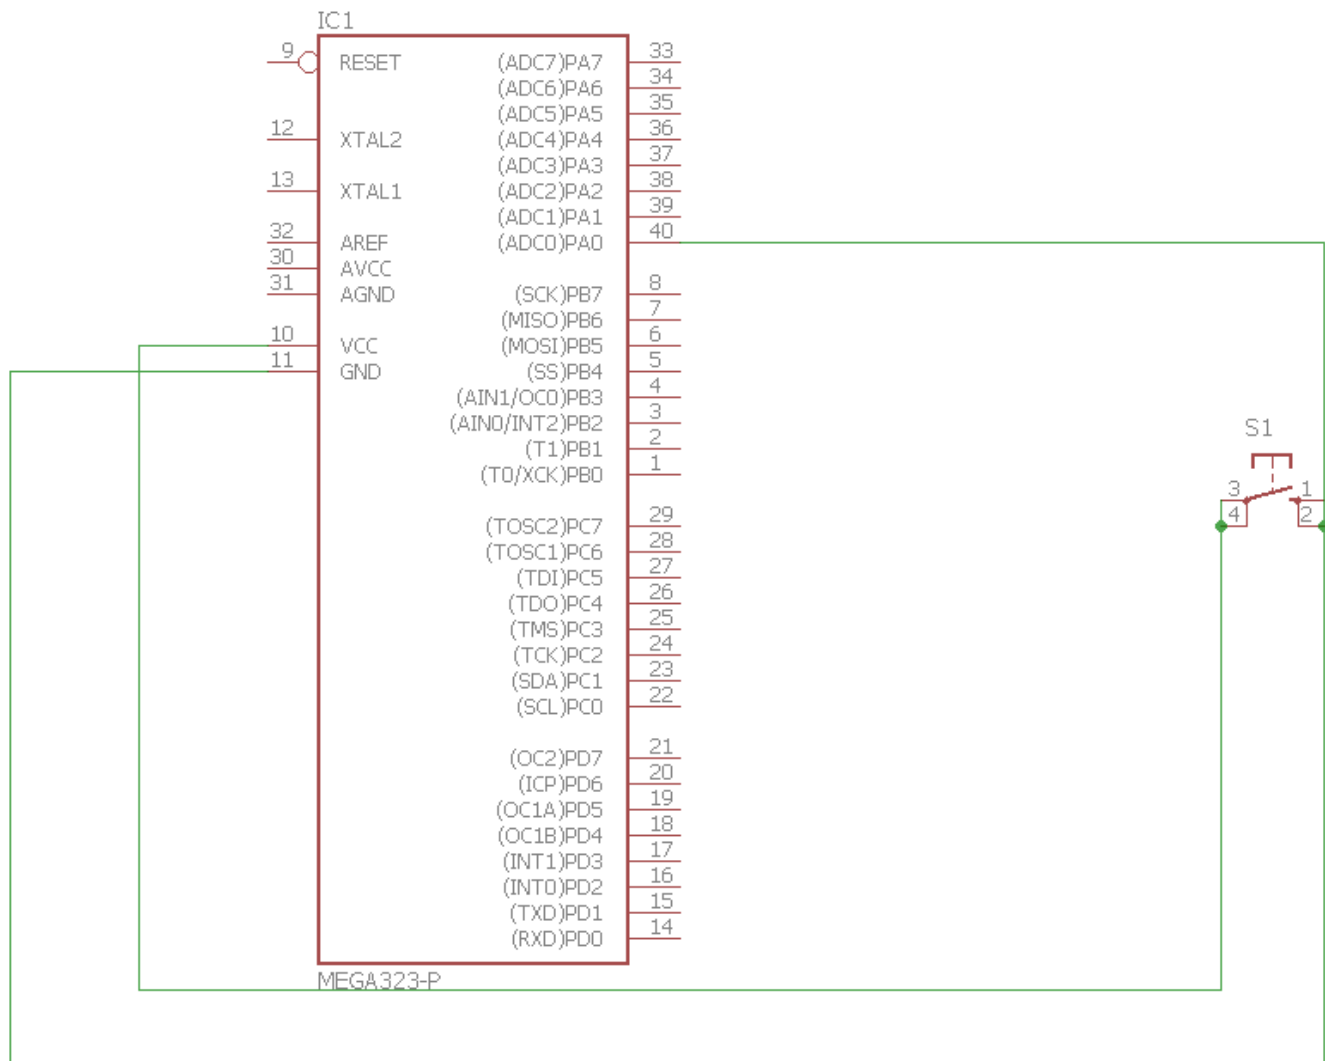 IC1
9 RESET (ADC7)PA7 33
(ADC6)PA6 34
(ADC5)PA5 35
12 XTAL2 (ADC4)PA4 36
(ADC3)PA3 37
13 XTAL1 (ADC2)PA2 38
(ADC1)PA1 39
32 AREF (ADC0)PA0 40
30 AVCC
31 AGND (SCK)PB7 8
(MISO)PB6 7
10 VCC (MOSI)PB5 6
11 GND (SS)PB4 5
(AIN1/OC0)PB3 4
(AIN0/INT2)PB2 3
(T1)PB1 2
(T0/XCK)PB0 1
S1
3 1
4 2
(TOSC2)PC7 29
(TOSC1)PC6 28
(TDI)PC5 27
(TDO)PC4 26
(TMS)PC3 25
(TCK)PC2 24
(SDA)PC1 23
(SCL)PC0 22
(OC2)PD7 21
(ICP)PD6 20
(OC1A)PD5 19
(OC1B)PD4 18
(INT1)PD3 17
(INT0)PD2 16
(TXD)PD1 15
(RXD)PD0 14
MEGA323-P